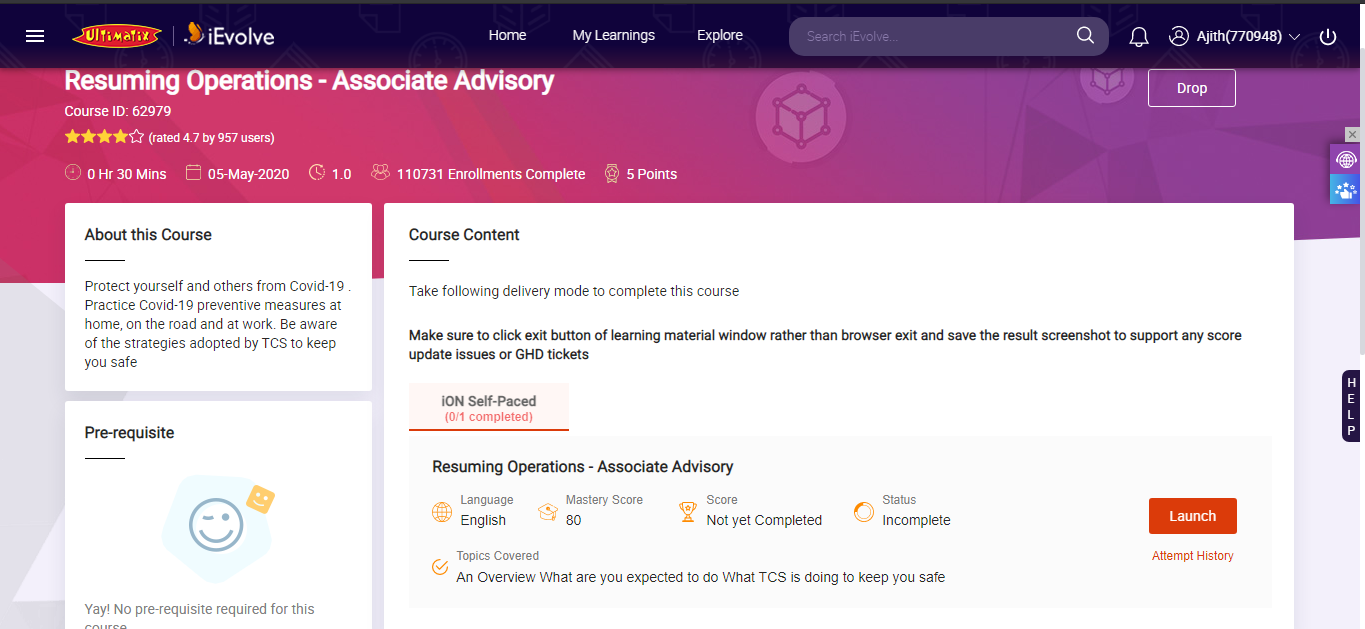 Ultimatix
iEvolve
Home
My Learnings
Explore
Search iEvolve...
Ajith(770948)
Resuming Operations - Associate Advisory
Drop
Course ID: 62979
(rated 4.7 by 957 users)
0 Hr 30 Mins
05-May-2020
1.0
110731 Enrollments Complete
5 Points
About this Course
Protect yourself and others from Covid-19 .
Practice Covid-19 preventive measures at
home, on the road and at work. Be aware
of the strategies adopted by TCS to keep
you safe
Pre-requisite
Yay! No pre-requisite required for this
course
Course Content
Take following delivery mode to complete this course
Make sure to click exit button of learning material window rather than browser exit and save the result screenshot to support any score
update issues or GHD tickets
iON Self-Paced
(0/1 completed)
Resuming Operations - Associate Advisory
Language
English
Mastery Score
80
Score
Not yet Completed
Status
Incomplete
Launch
Attempt History
Topics Covered
An Overview What are you expected to do What TCS is doing to keep you safe
HELP